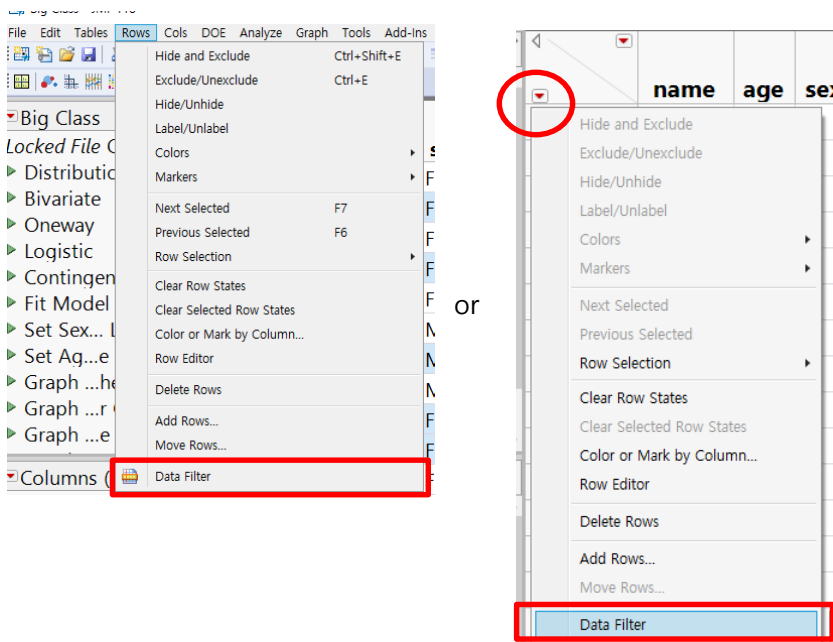 File Edit Tables Rows Cols DOE Analyze Graph Tools Add-Ins
Hide and Exclude Ctrl+Shift+E
Exclude/Unexclude Ctrl+E
Hide/Unhide
Label/Unlabel
Colors
Markers
Next Selected F7
Previous Selected F6
Row Selection
Clear Row States
Clear Selected Row States
Color or Mark by Column...
Row Editor
Delete Rows
Add Rows...
Move Rows...
Data Filter
Big Class
Locked File
Distributic
Bivariate
Oneway
Logistic
Contingen
Fit Model
Set Sex...
Set Ag...e
Graph ...he
Graph ...r
Graph ...e
Columns (
F
F
F
F
F
M
M
M
F
F
or
name age sex
Hide and Exclude
Exclude/Unexclude
Hide/Unhide
Label/Unlabel
Colors
Markers
Next Selected
Previous Selected
Row Selection
Clear Row States
Clear Selected Row States
Color or Mark by Column...
Row Editor
Delete Rows
Add Rows...
Move Rows...
Data Filter